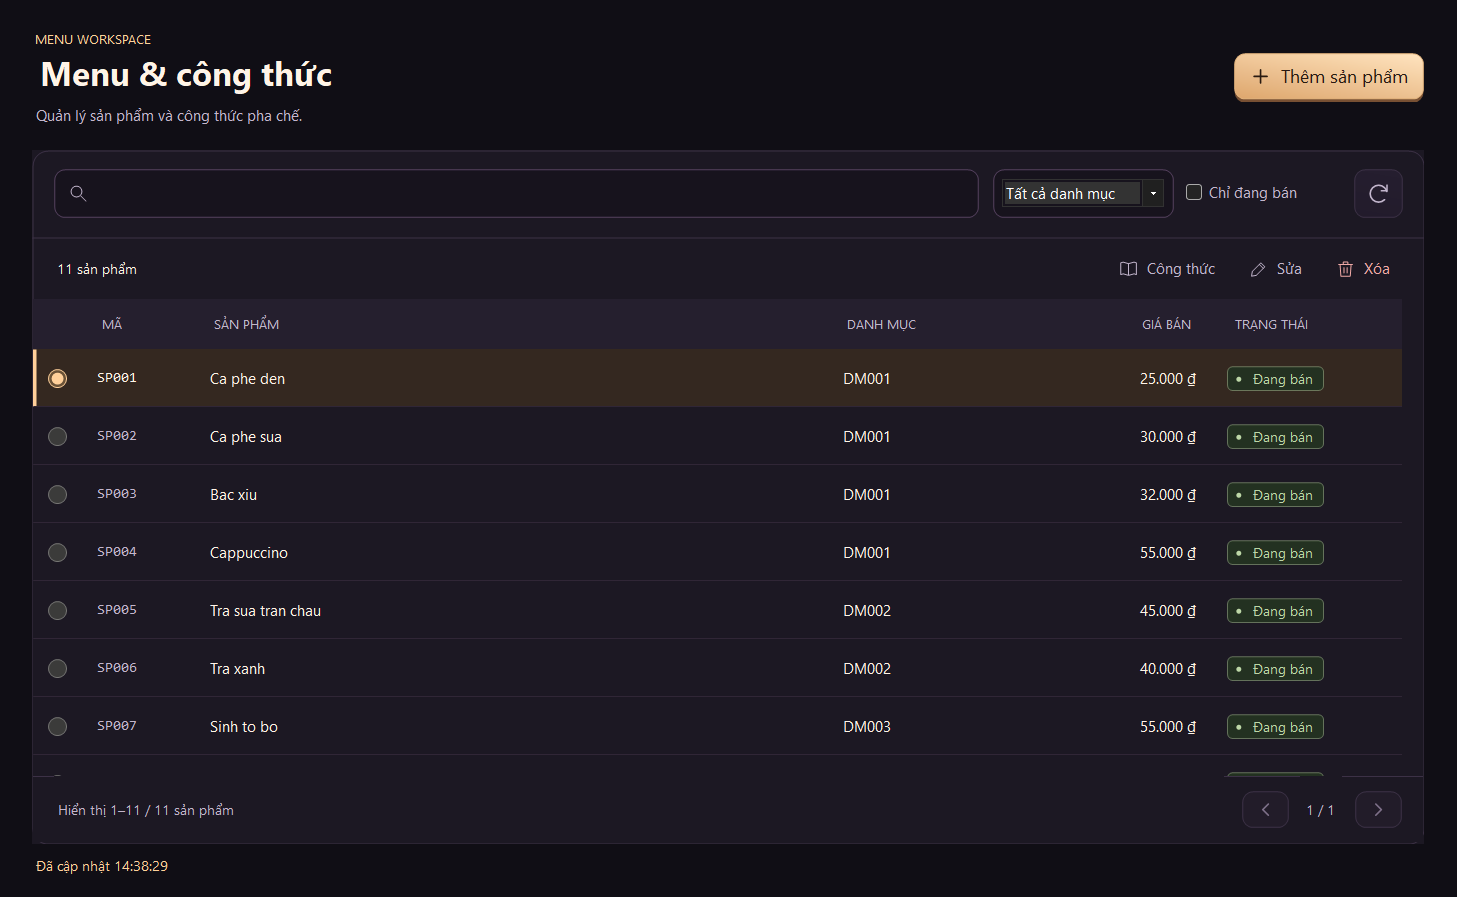 MENU WORKSPACE
Menu & công thức
Thêm sản phẩm
Quản lý sản phẩm và công thức pha chế.
Tất cả danh mục
Chỉ đang bán
11 sản phẩm
Công thức
Sửa
Xóa
MÃ SẢN PHẨM DANH MỤC GIÁ BÁN TRẠNG THÁI
SP001 Ca phe den DM001 25.000 ₫ • Đang bán
SP002 Ca phe sua DM001 30.000 ₫ • Đang bán
SP003 Bac xiu DM001 32.000 ₫ • Đang bán
SP004 Cappuccino DM001 55.000 ₫ • Đang bán
SP005 Tra sua tran chau DM002 45.000 ₫ • Đang bán
SP006 Tra xanh DM002 40.000 ₫ • Đang bán
SP007 Sinh to bo DM003 55.000 ₫ • Đang bán
Hiển thị 1–11 / 11 sản phẩm
1 / 1
Đã cập nhật 14:38:29